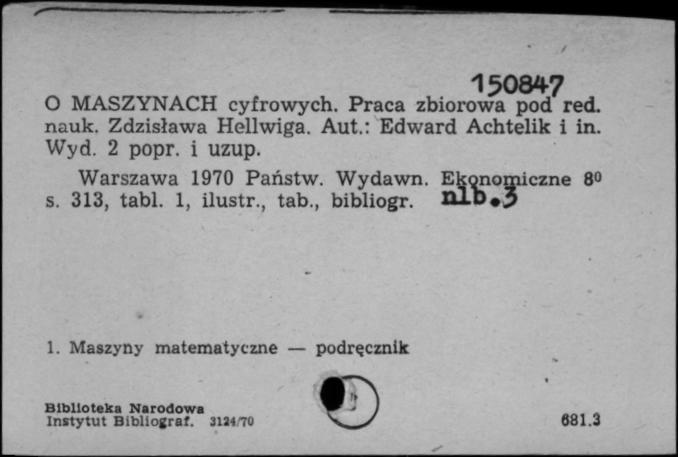 150847
O MASZYNACH cyfrowych. Praca zbiorowa pod red.
nauk. Zdzisława Hellwiga. Aut.: Edward Achtelik i in.
Wyd. 2 popr. i uzup.
Warszawa 1970 Państw. Wydawn. Ekonomiczne 8⁰
s. 313, tabl. 1, ilustr., tab., bibliogr. nlb.3
1. Maszyny matematyczne — podręcznik
Biblioteka Narodowa
Instytut Bibliograf. 3124/70 681.3